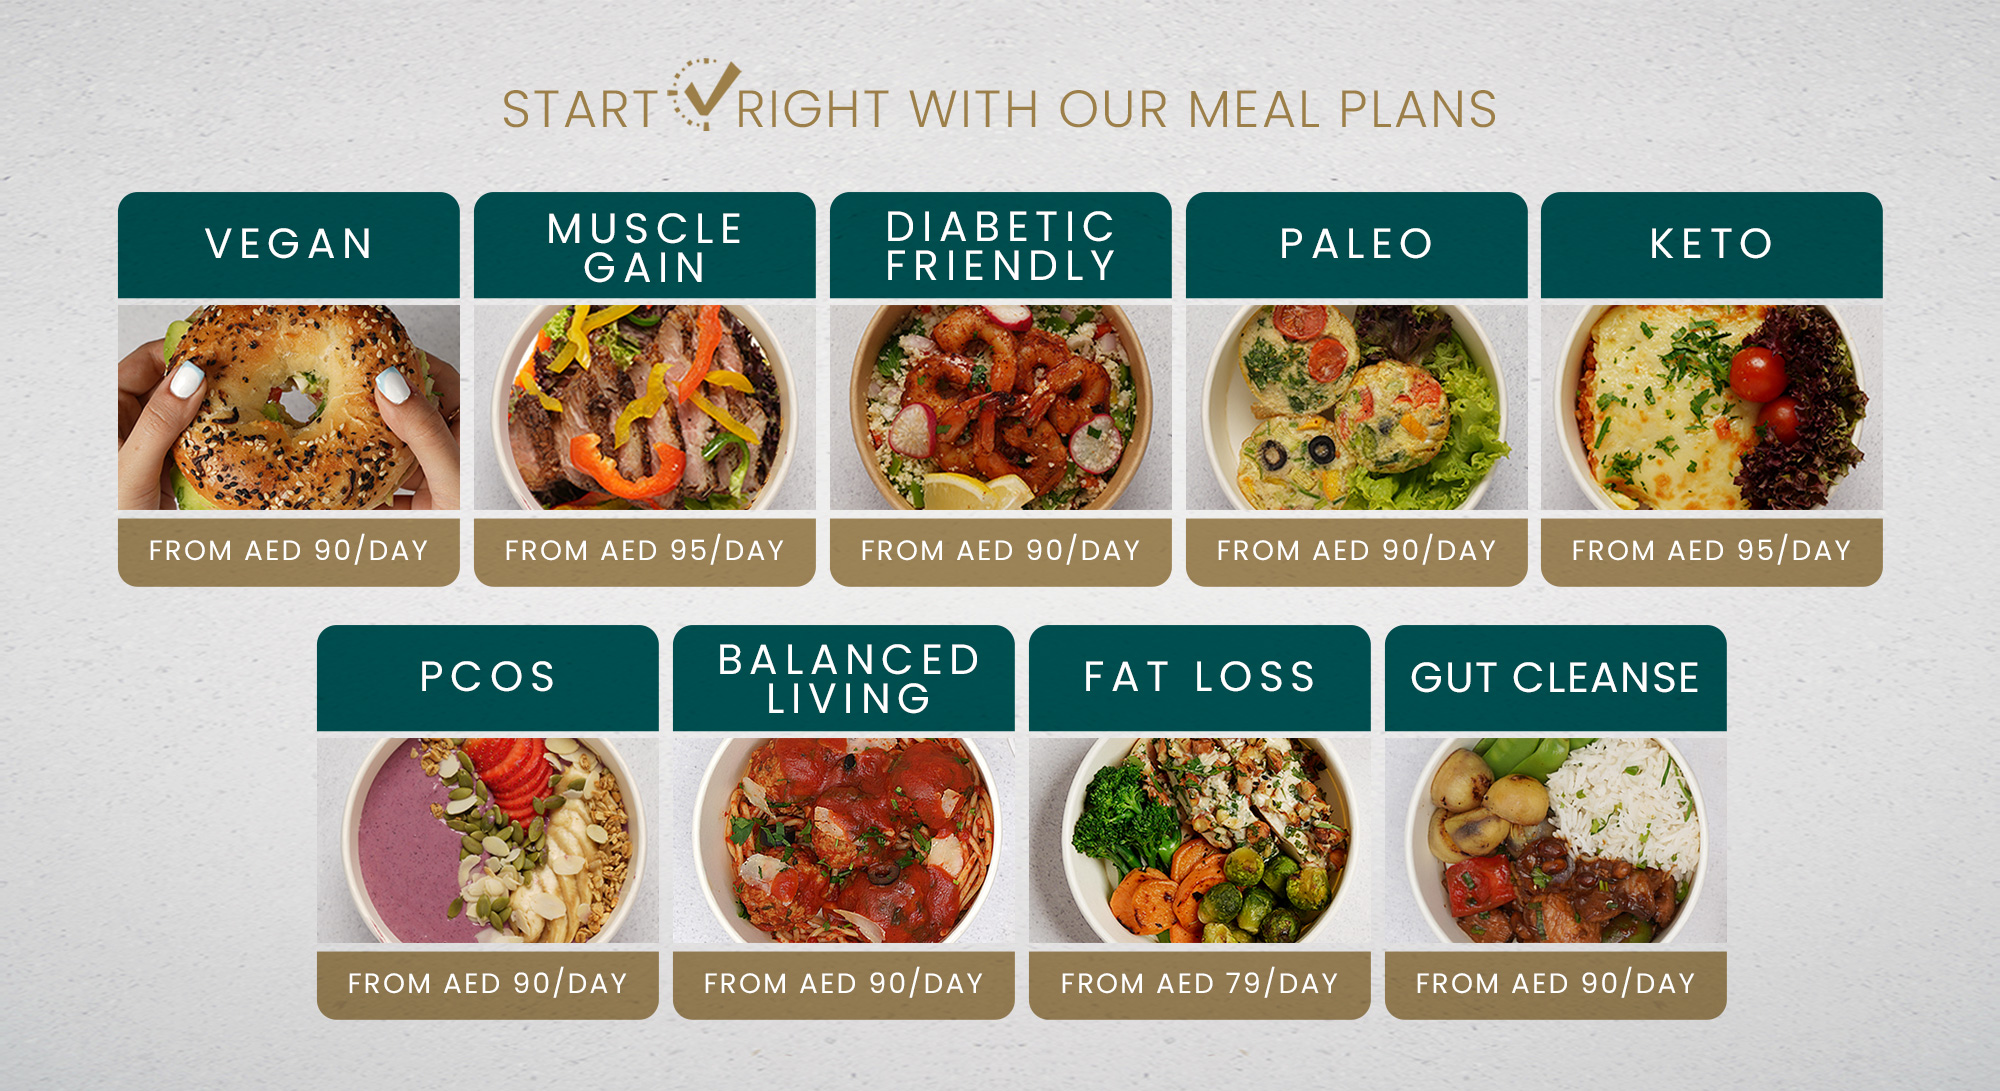 START RIGHT WITH OUR MEAL PLANS
VEGAN
FROM AED 90/DAY
MUSCLE
GAIN
FROM AED 95/DAY
DIABETIC
FRIENDLY
FROM AED 90/DAY
PALEO
FROM AED 90/DAY
KETO
FROM AED 95/DAY
PCOS
FROM AED 90/DAY
BALANCED
LIVING
FROM AED 90/DAY
FAT LOSS
FROM AED 79/DAY
GUT CLEANSE
FROM AED 90/DAY